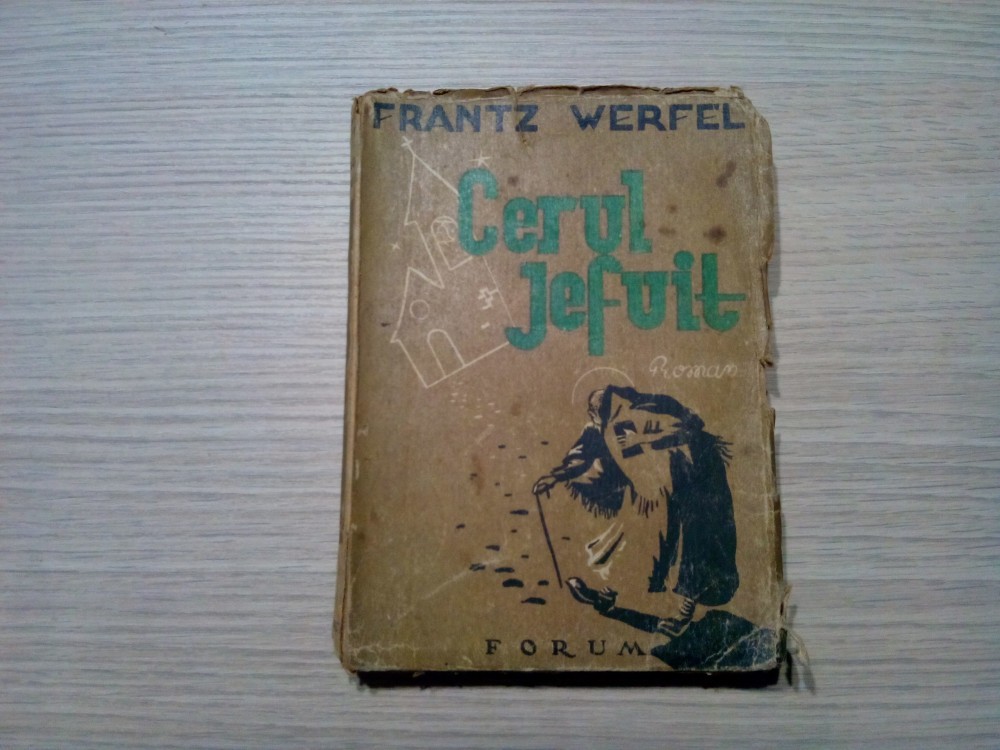 FRANTZ WERFEL
Cerul
Jefuit
Roman
FORUM